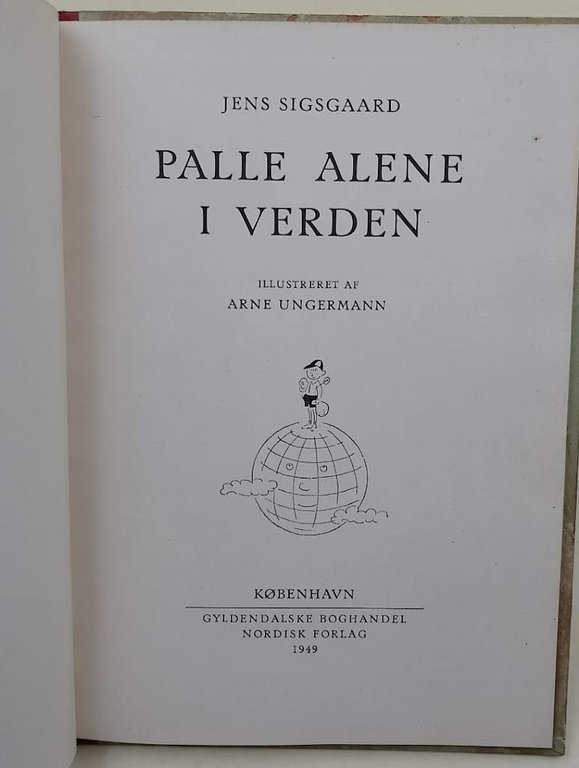 JENS SIGSGAARD
PALLE ALENE
I VERDEN
ILLUSTRERET AF
ARNE UNGERMANN
KØBENHAVN
GYLDENDALSKE BOGHANDEL
NORDISK FORLAG
1949